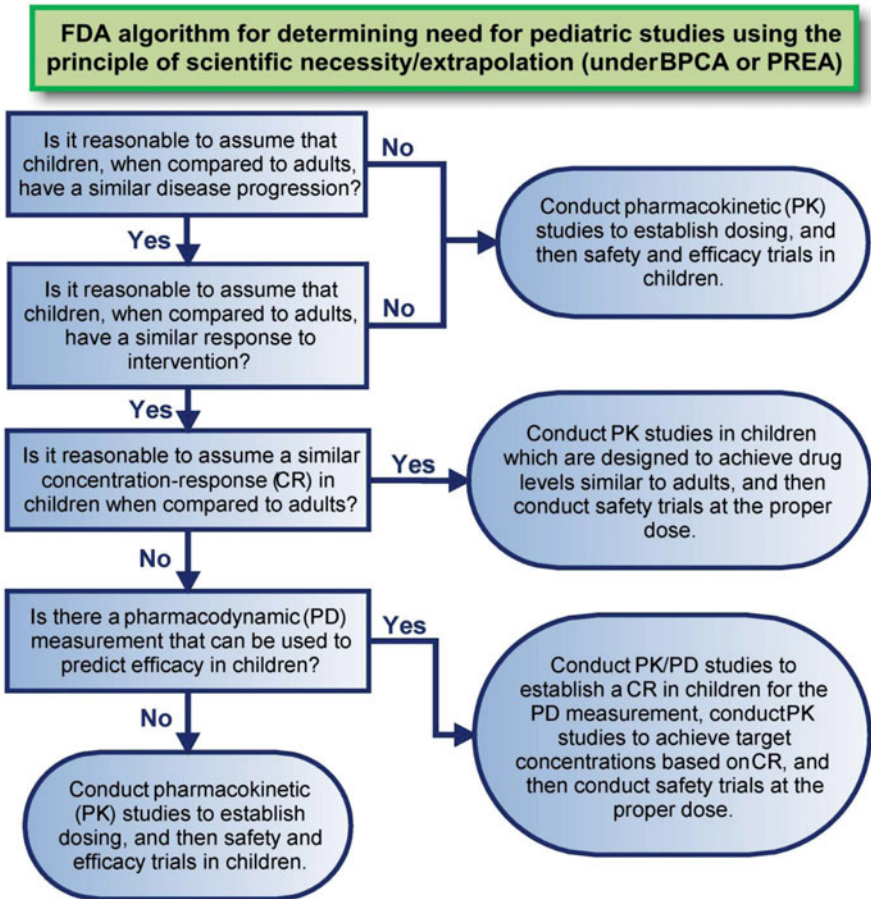 FDA algorithm for determining need for pediatric studies using the
principle of scientific necessity/extrapolation (underBPCA or PREA)
Is it reasonable to assume that
children, when compared to adults,
have a similar disease progression?
No
Conduct pharmacokinetic (PK)
studies to establish dosing, and
then safety and efficacy trials in
children.
Yes
Is it reasonable to assume that
children, when compared to adults,
have a similar response to
intervention?
No
Yes
Is it reasonable to assume a similar
concentration-response (CR) in
children when compared to adults?
Yes
Conduct PK studies in children
which are designed to achieve drug
levels similar to adults, and then
conduct safety trials at the proper
dose.
No
Is there a pharmacodynamic (PD)
measurement that can be used to
predict efficacy in children?
Yes
Conduct PK/PD studies to
establish a CR in children for the
PD measurement, conductPK
studies to achieve target
concentrations based onCR, and
then conduct safety trials at the
proper dose.
No
Conduct pharmacokinetic
(PK) studies to establish
dosing, and then safety and
efficacy trials in children.